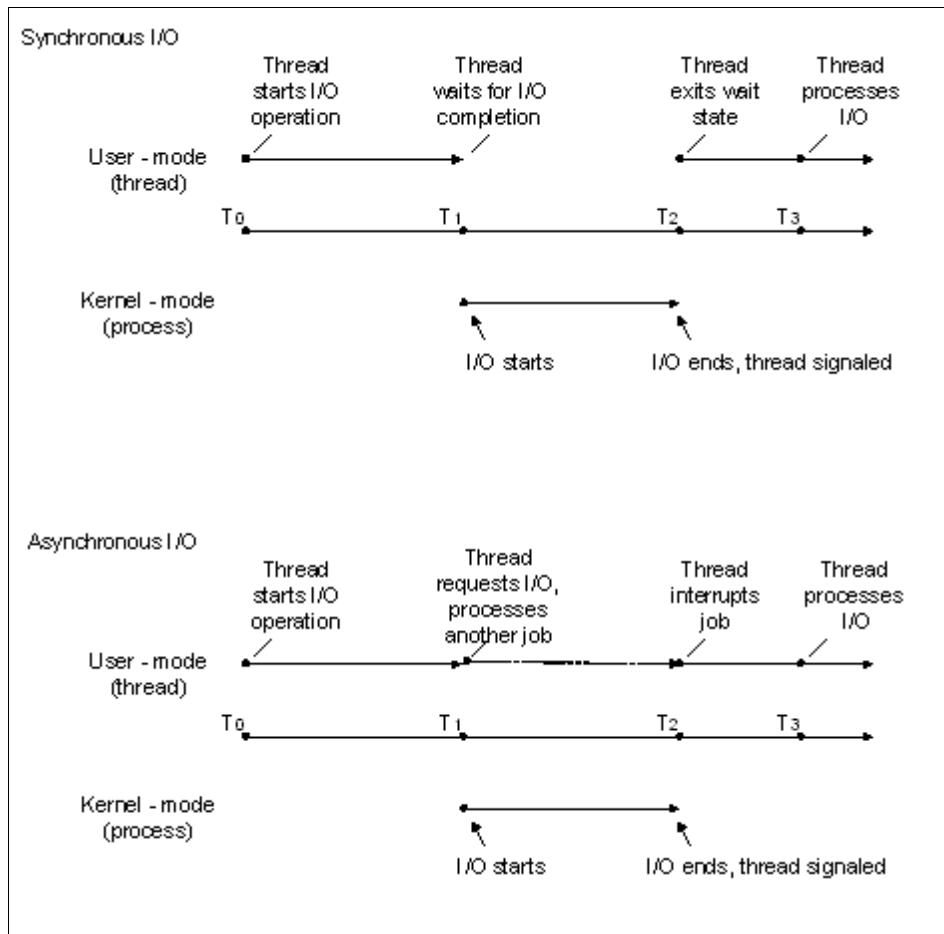 Synchronous I/O
Thread
starts I/O
operation
Thread
waits for I/O
completion
Thread
exits wait
state
Thread
processes
I/O
User - mode
(thread)
T0
T1
T2
T3
Kernel - mode
(process)
I/O starts
I/O ends, thread signaled
Asynchronous I/O
Thread
starts I/O
operation
Thread
requests I/O,
processes
another job
Thread
interrupts
job
Thread
processes
I/O
User - mode
(thread)
T0
T1
T2
T3
Kernel - mode
(process)
I/O starts
I/O ends, thread signaled